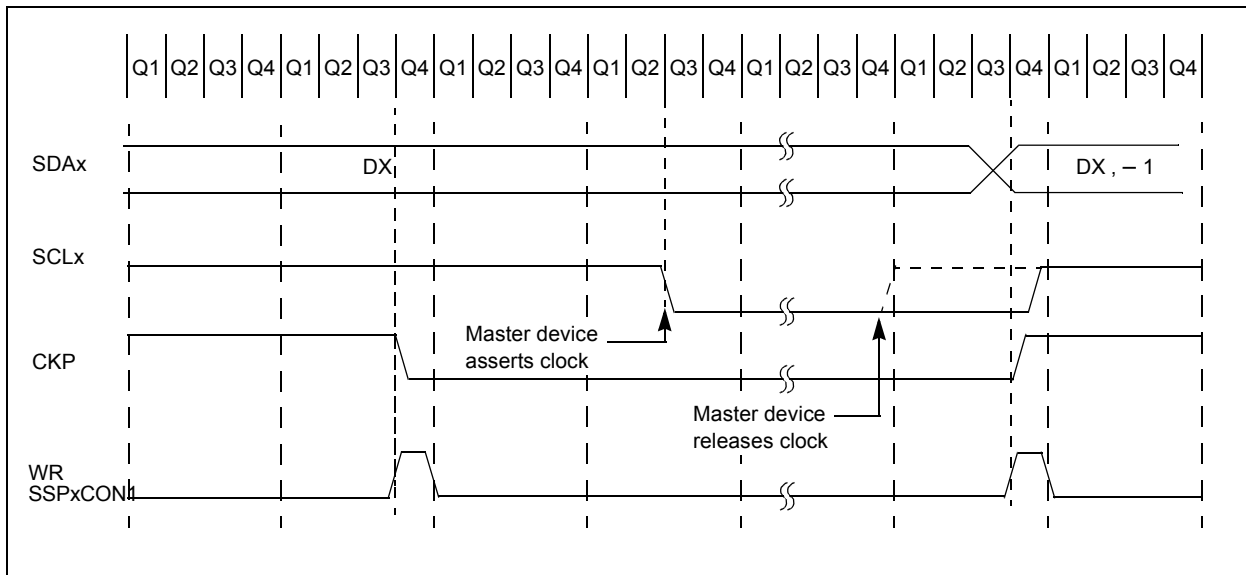 Q1 Q2 Q3 Q4 Q1 Q2 Q3 Q4 Q1 Q2 Q3 Q4 Q1 Q2 Q3 Q4 Q1 Q2 Q3 Q4 Q1 Q2 Q3 Q4 Q1 Q2 Q3 Q4
SDAx
DX
DX , – 1
SCLx
Master device
asserts clock
CKP
Master device
releases clock
WR
SSPxCON1